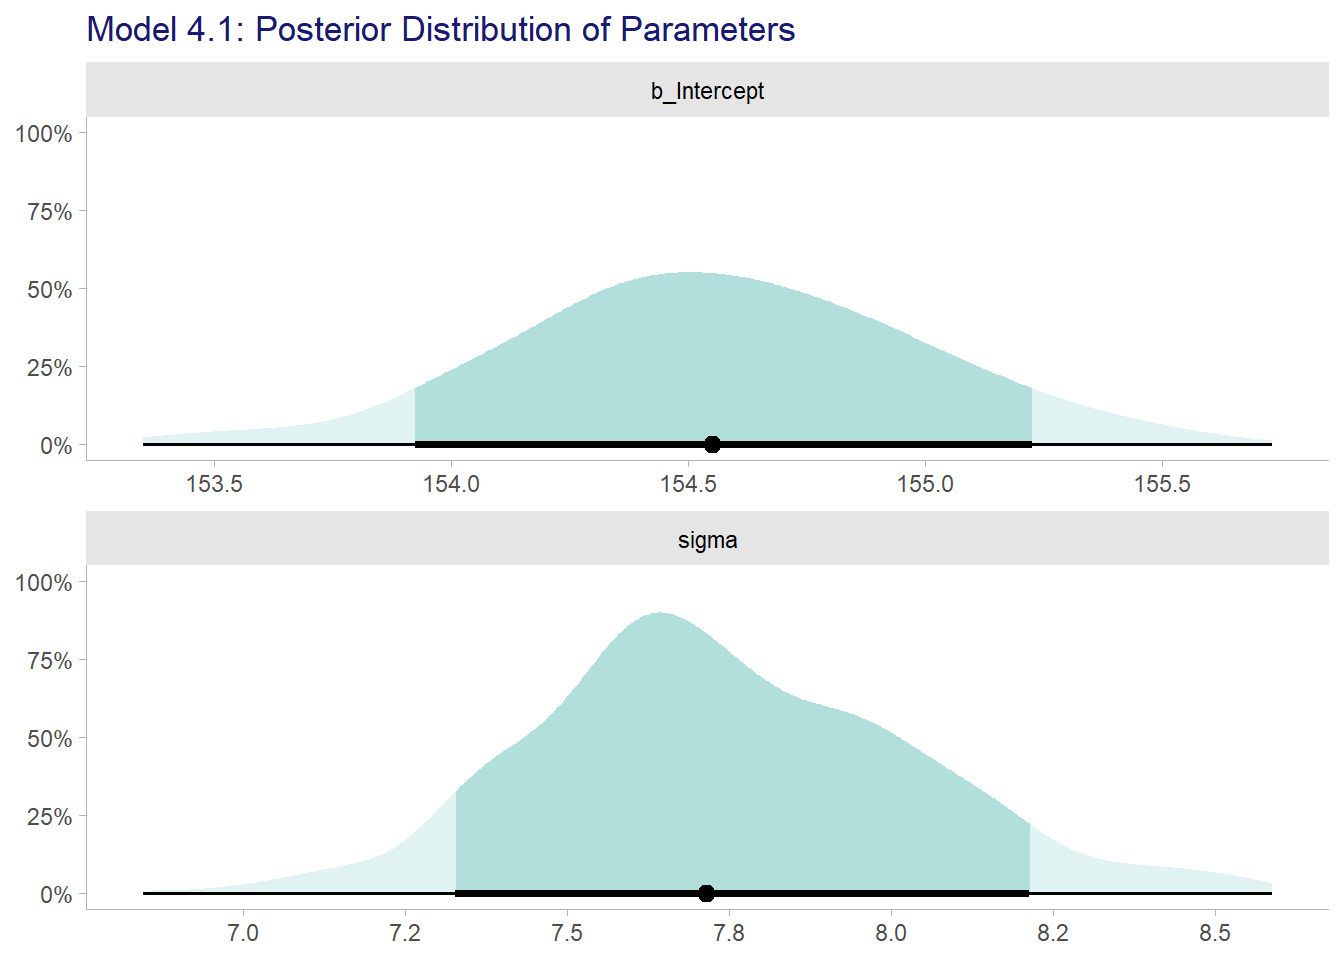 Model 4.1: Posterior Distribution of Parameters
b_Intercept
100%
75%
50%
25%
0%
153.5 154.0 154.5 155.0 155.5
sigma
100%
75%
50%
25%
0%
7.0 7.2 7.5 7.8 8.0 8.2 8.5